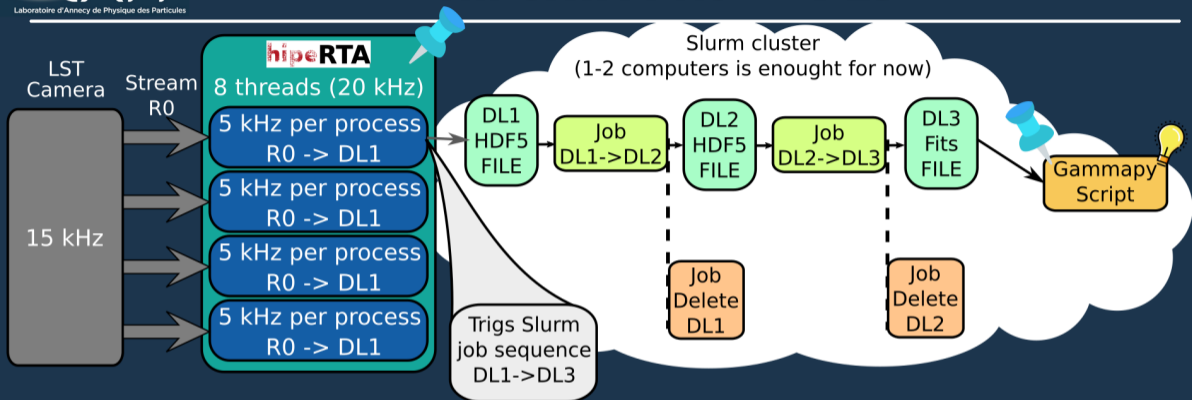 Laboratoire d'Annecy de Physique des Particules
LST
Camera
15 kHz
Stream
R0
hipeRTA
8 threads (20 kHz)
5 kHz per process
R0 -> DL1
5 kHz per process
R0 -> DL1
5 kHz per process
R0 -> DL1
5 kHz per process
R0 -> DL1
Trigs Slurm
job sequence
DL1->DL3
Slurm cluster
(1-2 computers is enought for now)
DL1
HDF5
FILE
Job
DL1->DL2
DL2
HDF5
FILE
Job
DL2->DL3
DL3
Fits
FILE
Gammapy
Script
Job
Delete
DL1
Job
Delete
DL2